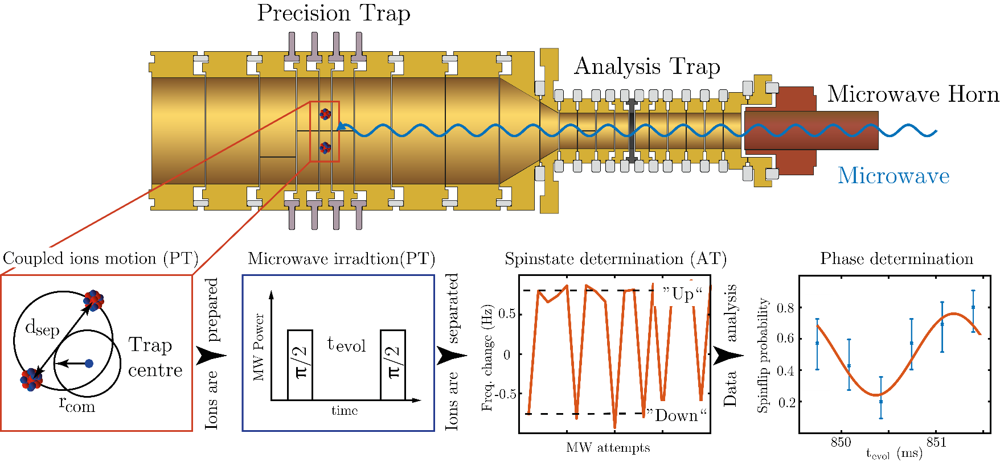 Precision Trap
Analysis Trap
Microwave Horn
Microwave
Coupled ions motion (PT)
Microwave irradtion(PT)
Spinstate determination (AT)
Phase determination
dsep
Trap
centre
rcom
Ions are prepared
MW Power
π/2
tevol
π/2
time
Ions are separated
Freq. change (Hz)
0.5
0
-0.5
"Up“
"Down“
MW attempts
Data analysis
Spinflip probability
0.8
0.6
0.4
0.2
850
851
tevol (ms)